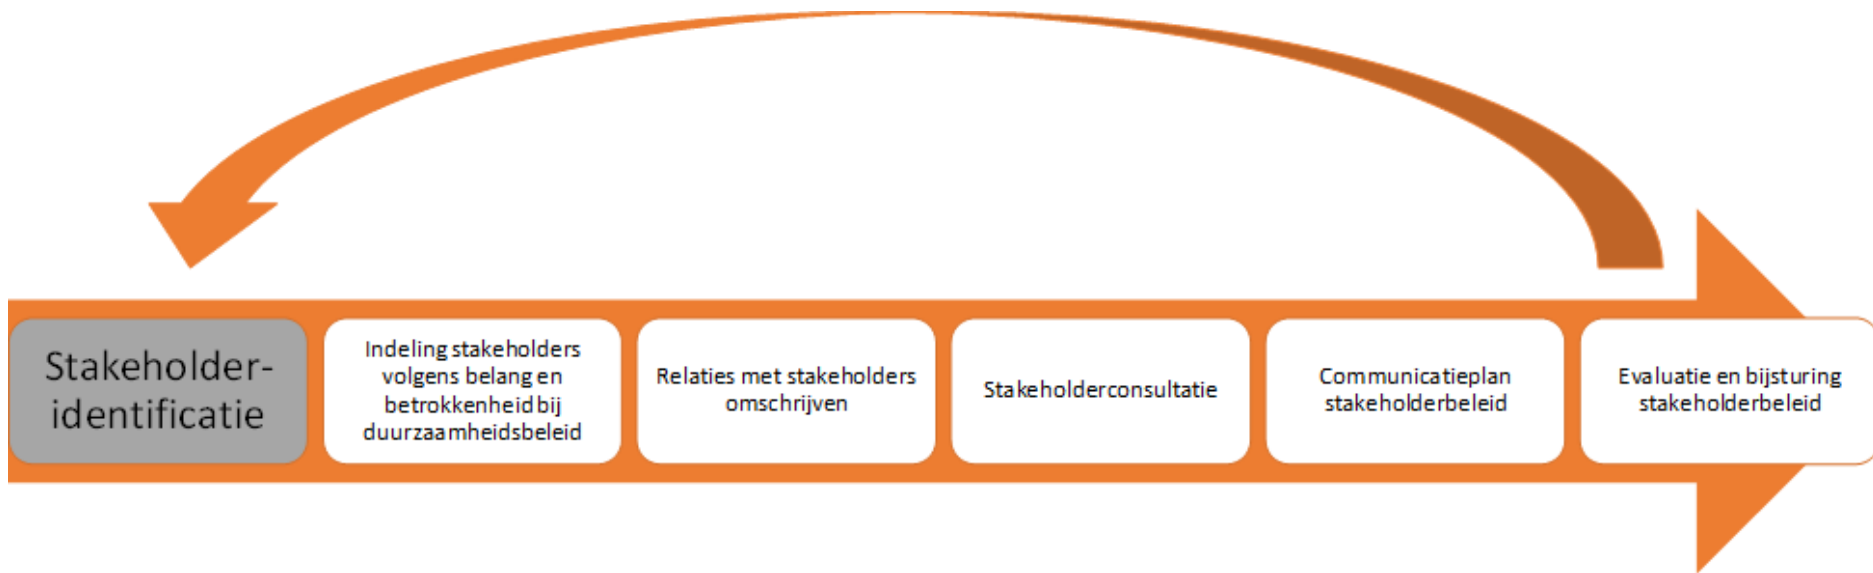 Stakeholder-
identificatie
Indeling stakeholders
volgens belang en
betrokkenheid bij
duurzaamheidsbeleid
Relaties met stakeholders
omschrijven
Stakeholderconsultatie
Communicatieplan
stakeholderbeleid
Evaluatie en bijsturing
stakeholderbeleid